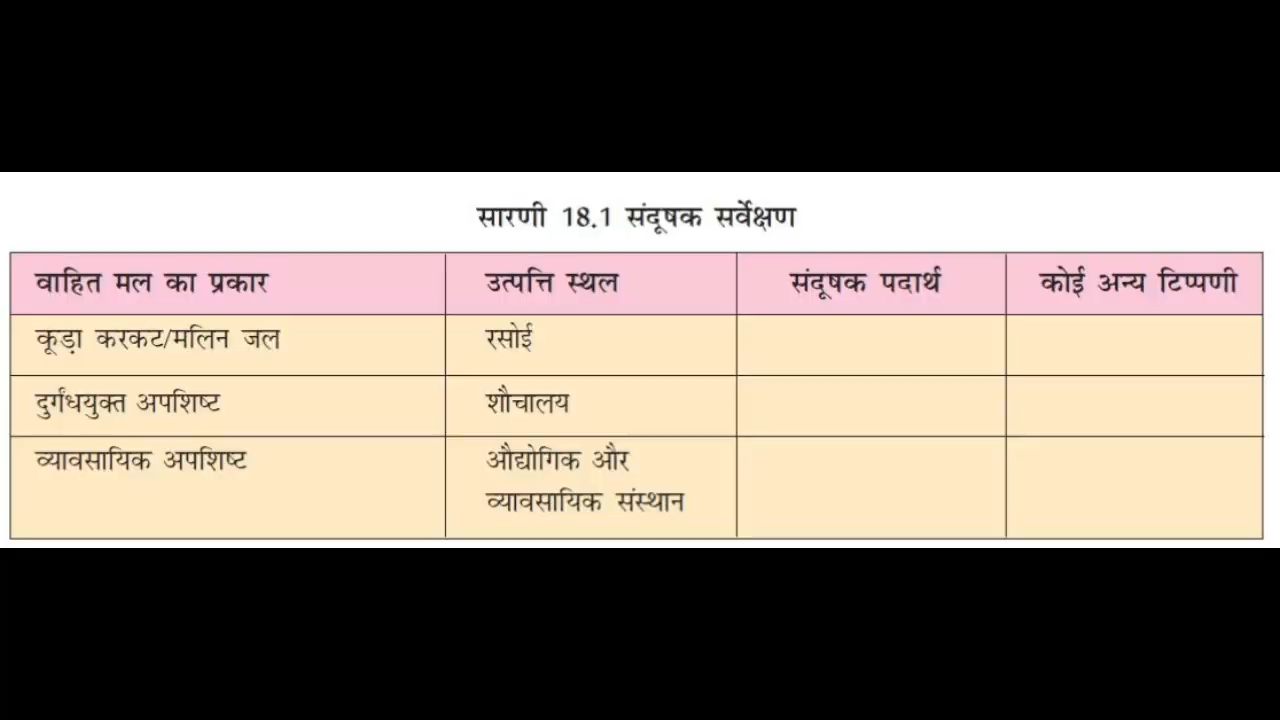 सारणी 18.1 संदूषक सर्वेक्षण
वाहित मल का प्रकार उत्पत्ति स्थल संदूषक पदार्थ कोई अन्य टिप्पणी
कूड़ा करकट/मलिन जल रसोई
दुर्गंधयुक्त अपशिष्ट शौचालय
व्यावसायिक अपशिष्ट औद्योगिक और
व्यावसायिक संस्थान